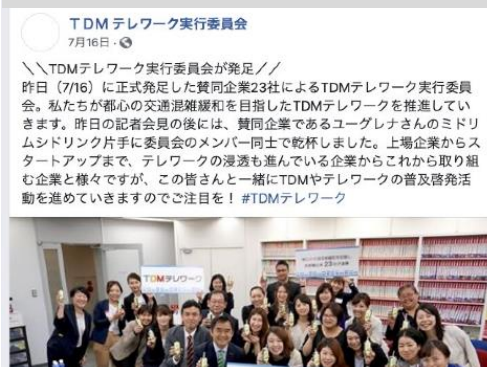 TDM テレワーク実行委員会
7月16日 ·
＼＼TDMテレワーク実行委員会が発足／／
昨日（7/16）に正式発足した賛同企業23社によるTDMテレワーク実行委員
会。私たちが都心の交通混雑緩和を目指したTDMテレワークを推進してい
きます。昨日の記者会見の後には、賛同企業であるユーグレナさんのミドリ
ムシドリンク片手に委員会のメンバー同士で乾杯しました。上場企業からス
タートアップまで、テレワークの浸透も進んでいる企業からこれから取り組
む企業と様々ですが、この皆さんと一緒にTDMやテレワークの普及啓発活
動を進めていきますのでご注目を！ #TDMテレワーク
TDMテレワーク